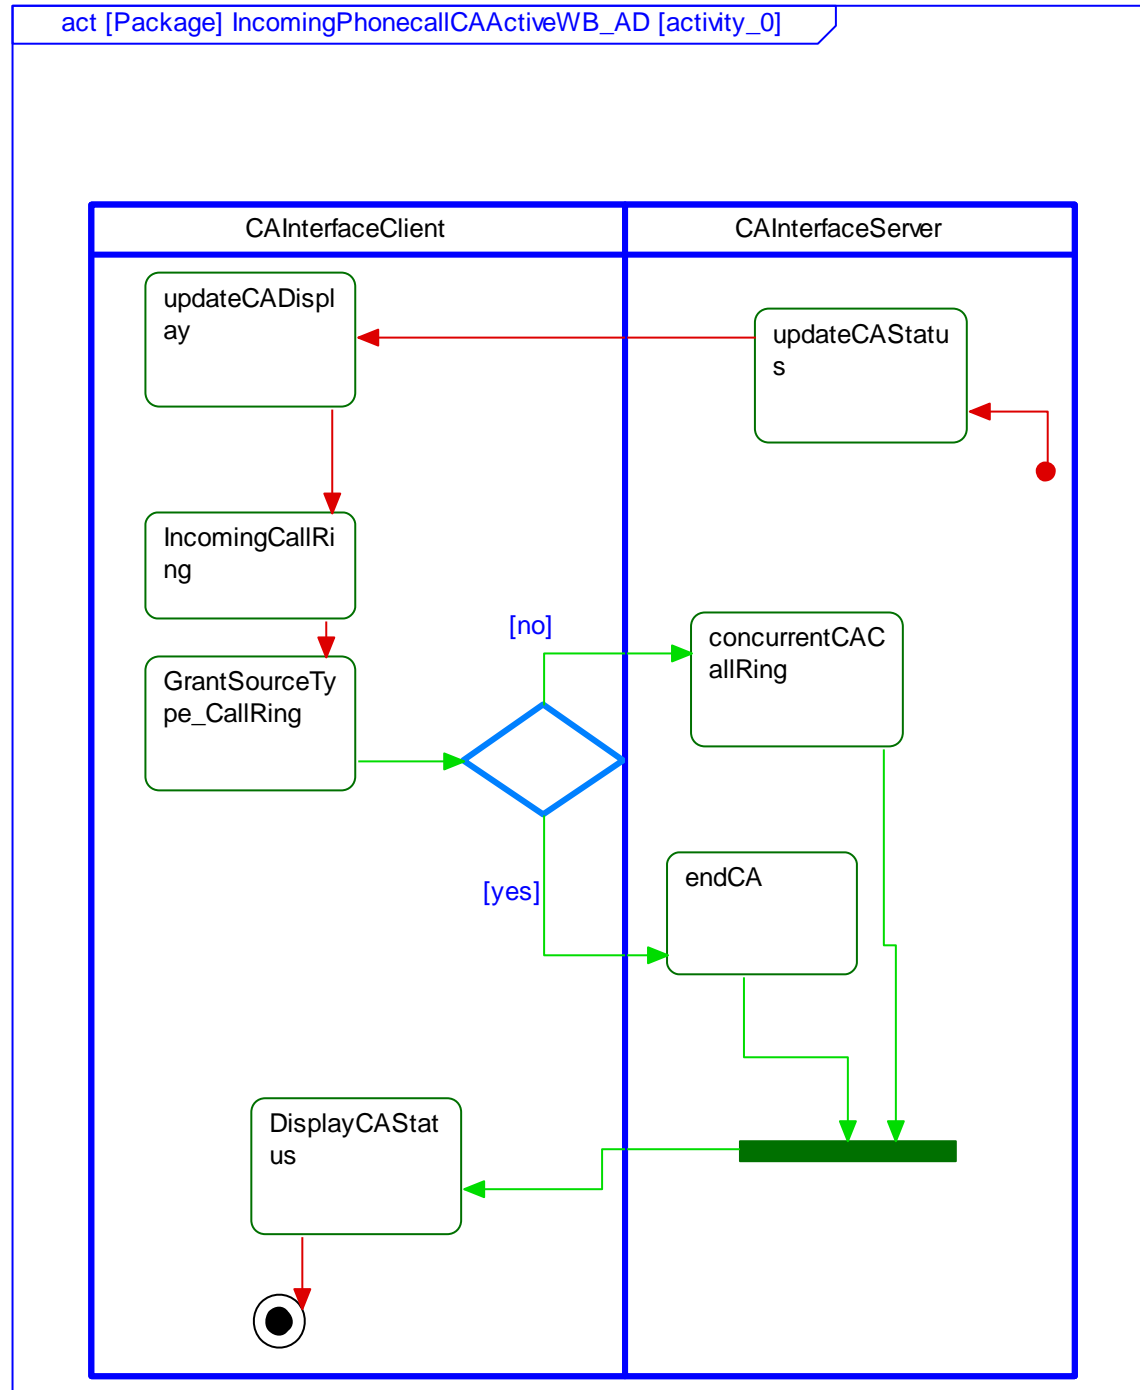 act [Package] IncomingPhonecallCAActiveWB_AD [activity_0]
CAInterfaceClient
CAInterfaceServer
updateCADispl
ay
updateCAStatu
s
IncomingCallRi
ng
[no]
concurrentCAC
allRing
GrantSourceTy
pe_CallRing
[yes]
endCA
DisplayCAStat
us